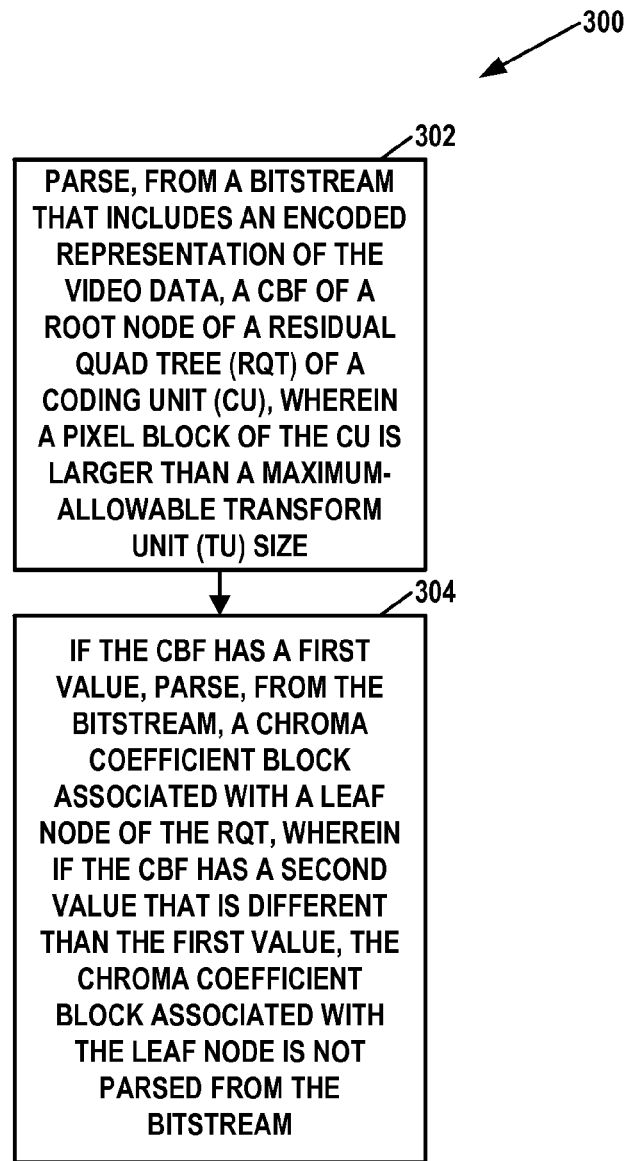 300
302
PARSE, FROM A BITSTREAM
THAT INCLUDES AN ENCODED
REPRESENTATION OF THE
VIDEO DATA, A CBF OF A
ROOT NODE OF A RESIDUAL
QUAD TREE (RQT) OF A
CODING UNIT (CU), WHEREIN
A PIXEL BLOCK OF THE CU IS
LARGER THAN A MAXIMUM-
ALLOWABLE TRANSFORM
UNIT (TU) SIZE
304
IF THE CBF HAS A FIRST
VALUE, PARSE, FROM THE
BITSTREAM, A CHROMA
COEFFICIENT BLOCK
ASSOCIATED WITH A LEAF
NODE OF THE RQT, WHEREIN
IF THE CBF HAS A SECOND
VALUE THAT IS DIFFERENT
THAN THE FIRST VALUE, THE
CHROMA COEFFICIENT
BLOCK ASSOCIATED WITH
THE LEAF NODE IS NOT
PARSED FROM THE
BITSTREAM